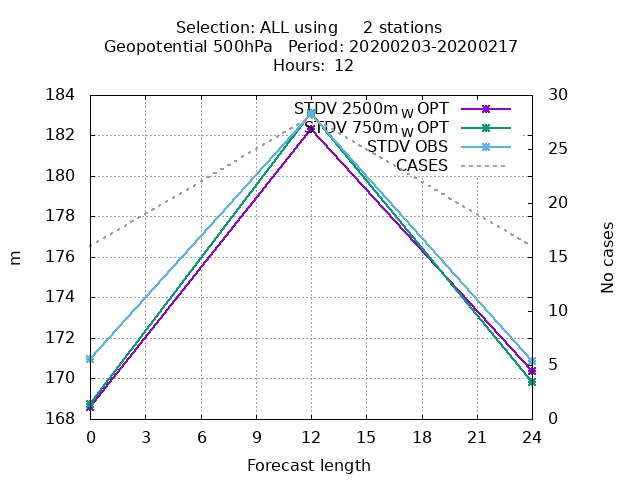 Selection: ALL using     2 stations
Geopotential 500hPa   Period: 20200203-20200217
Hours:  12
184
182
180
178
176
174
172
170
168
m
30
25
20
15
10
5
0
No cases
STDV 2500m_W OPT
STDV 750m_W OPT
STDV OBS
CASES
0 3 6 9 12 15 18 21 24
Forecast length